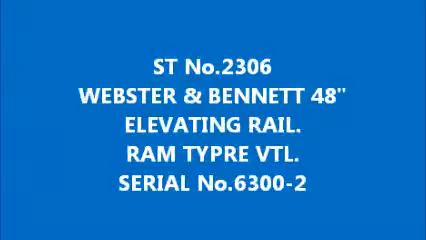 ST No.2306
WEBSTER & BENNETT 48"
ELEVATING RAIL.
RAM TYPRE VTL.
SERIAL No.6300-2